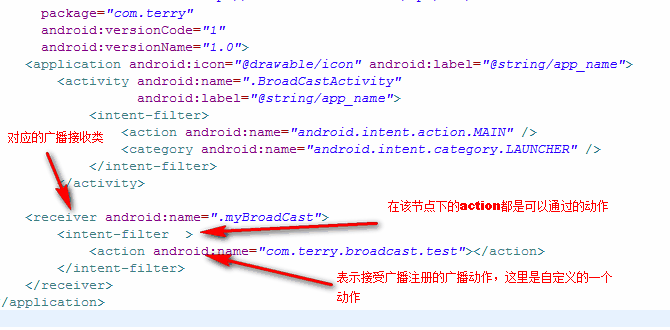 package="com.terry"
android:versionCode="1"
android:versionName="1.0">
<application android:icon="@drawable/icon" android:label="@string/app_name">
<activity android:name=".BroadCastActivity"
android:label="@string/app_name">
<intent-filter>
对应的广播接收类
<action android:name="android.intent.action.MAIN" />
<category android:name="android.intent.category.LAUNCHER" />
</intent-filter>
</activity>
在该节点下的action都是可以通过的动作
<receiver android:name=".myBroadCast">
<intent-filter >
<action android:name="com.terry.broadcast.test"></action>
</intent-filter>
表示接受广播注册的广播动作，这里是自定义的一个
动作
</receiver>
/application>